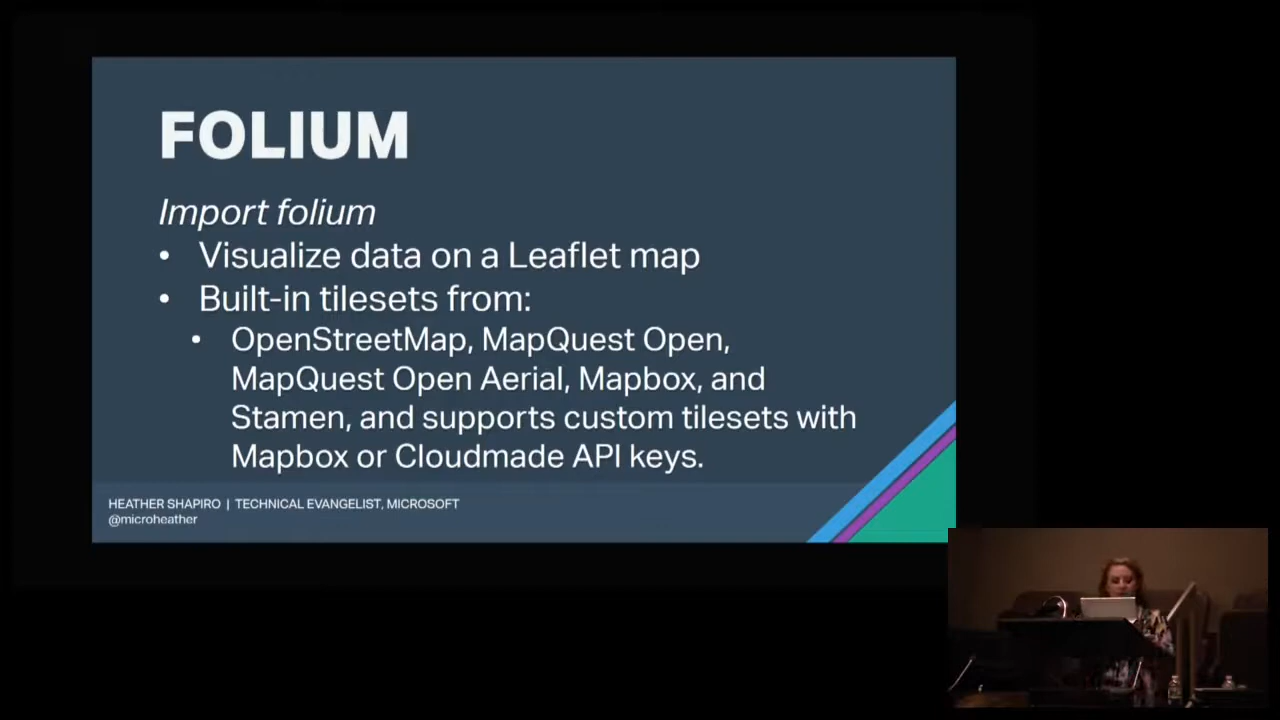 FOLIUM
Import folium
• Visualize data on a Leaflet map
• Built-in tilesets from:
• OpenStreetMap, MapQuest Open,
MapQuest Open Aerial, Mapbox, and
Stamen, and supports custom tilesets with
Mapbox or Cloudmade API keys.
HEATHER SHAPIRO | TECHNICAL EVANGELIST, MICROSOFT
@microheather